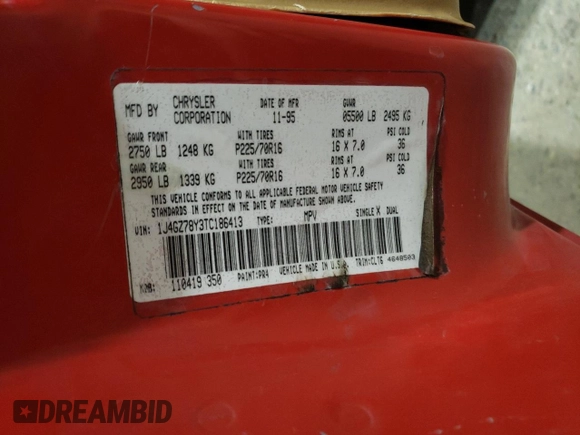 MFD BY CHRYSLER CORPORATION DATE OF MFR 11-95 GVWR 05500 LB 2495 KG
GAWR FRONT WITH TIRES RIMS AT PSI COLD
2750 LB 1248 KG P225/70R16 16 X 7.0 36
GAWR REAR WITH TIRES RIMS AT PSI COLD
2950 LB 1339 KG P225/70R16 16 X 7.0 36
THIS VEHICLE CONFORMS TO ALL APPLICABLE FEDERAL MOTOR VEHICLE SAFETY
STANDARDS IN EFFECT ON THE DATE OF MANUFACTURE SHOWN ABOVE.
VIN: 1J4GZ78Y3TC186413 TYPE: MPV SINGLE X DUAL
MDH: 110419 350 PAINT: PR4 VEHICLE MADE IN U.S.A. TRIM: CLT6 4648503
DREAMBID